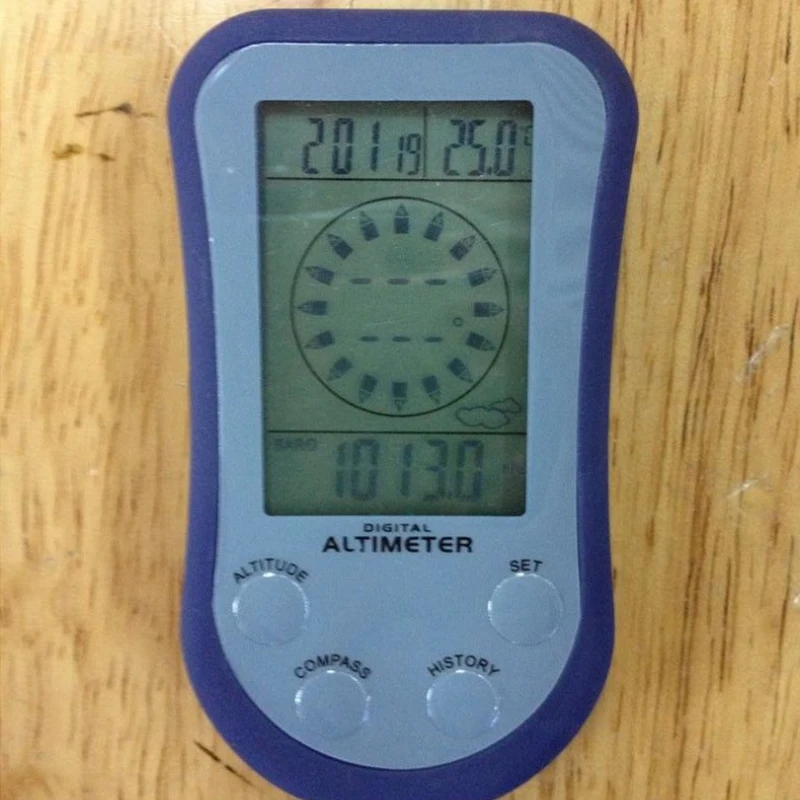 2011 19 25.0°C
--- 
---°
BARO
1013.0
DIGITAL
ALTIMETER
ALTITUDE
SET
COMPASS
HISTORY